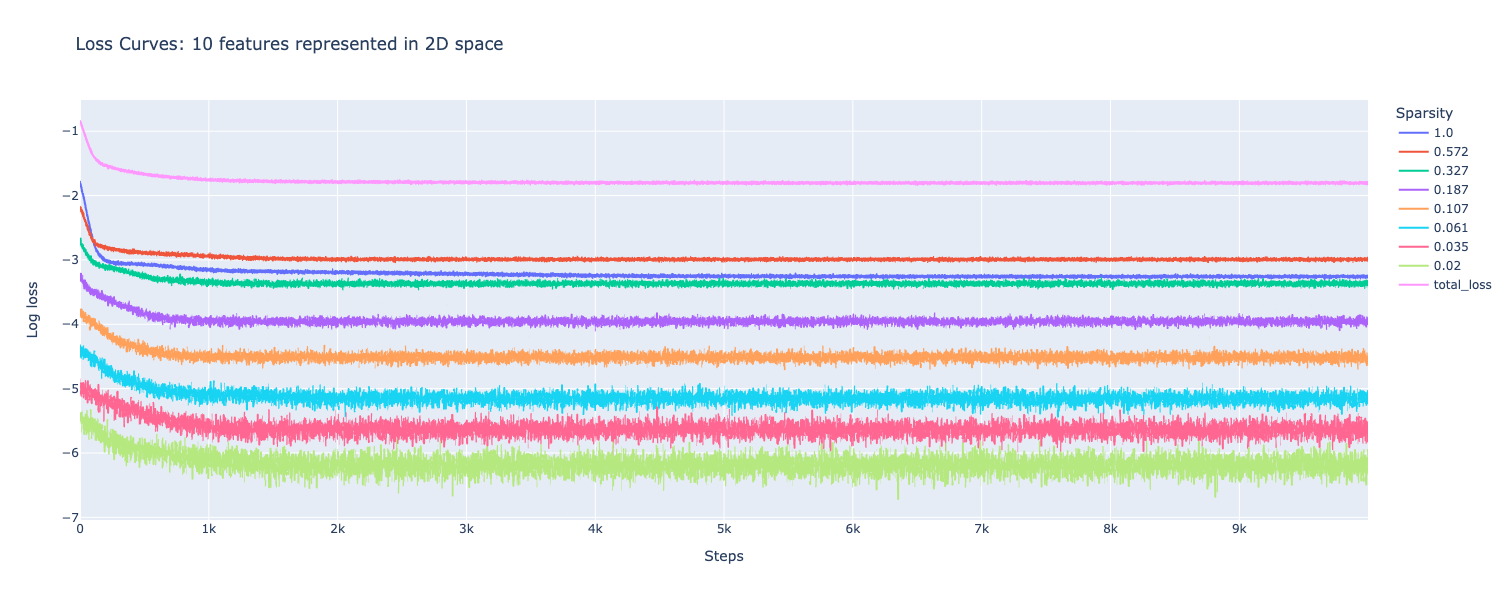 Loss Curves: 10 features represented in 2D space
Sparsity
1.0
0.572
0.327
0.187
0.107
0.061
0.035
0.02
total_loss
Log loss
−1
−2
−3
−4
−5
−6
−7
0 1k 2k 3k 4k 5k 6k 7k 8k 9k
Steps